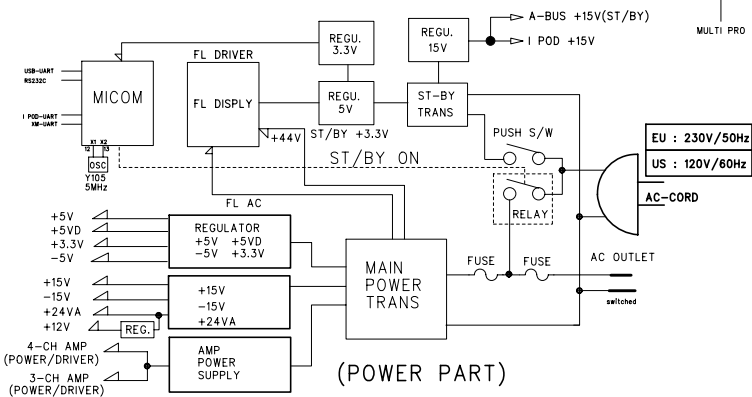 A-BUS +15V(ST/BY)
I POD +15V
MULTI PRO
REGU.
3.3V
REGU.
15V
FL DRIVER
USB-UART
RS232C
MICOM
FL DISPLY
REGU.
5V
ST-BY
TRANS
I POD-UART
XM-UART
X1 X2
12 13
OSC
Y105
5MHz
+44V
ST/BY +3.3V
PUSH S/W
ST/BY ON
EU : 230V/50Hz
US : 120V/60Hz
AC-CORD
RELAY
FL AC
+5V
+5VD
+3.3V
-5V
REGULATOR
+5V +5VD
-5V +3.3V
MAIN
POWER
TRANS
FUSE
FUSE
AC OUTLET
switched
+15V
-15V
+24VA
+12V
REG.
+15V
-15V
+24VA
4-CH AMP
(POWER/DRIVER)
3-CH AMP
(POWER/DRIVER)
AMP
POWER
SUPPLY
(POWER PART)